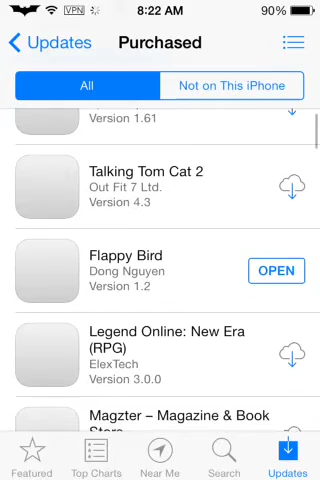 VPN 8:22 AM 90%
Updates Purchased
All Not on This iPhone
Version 1.61
Talking Tom Cat 2
Out Fit 7 Ltd.
Version 4.3
Flappy Bird
Dong Nguyen
Version 1.2
OPEN
Legend Online: New Era
(RPG)
ElexTech
Version 3.0.0
Magzter – Magazine & Book
Store
Featured Top Charts Near Me Search Updates